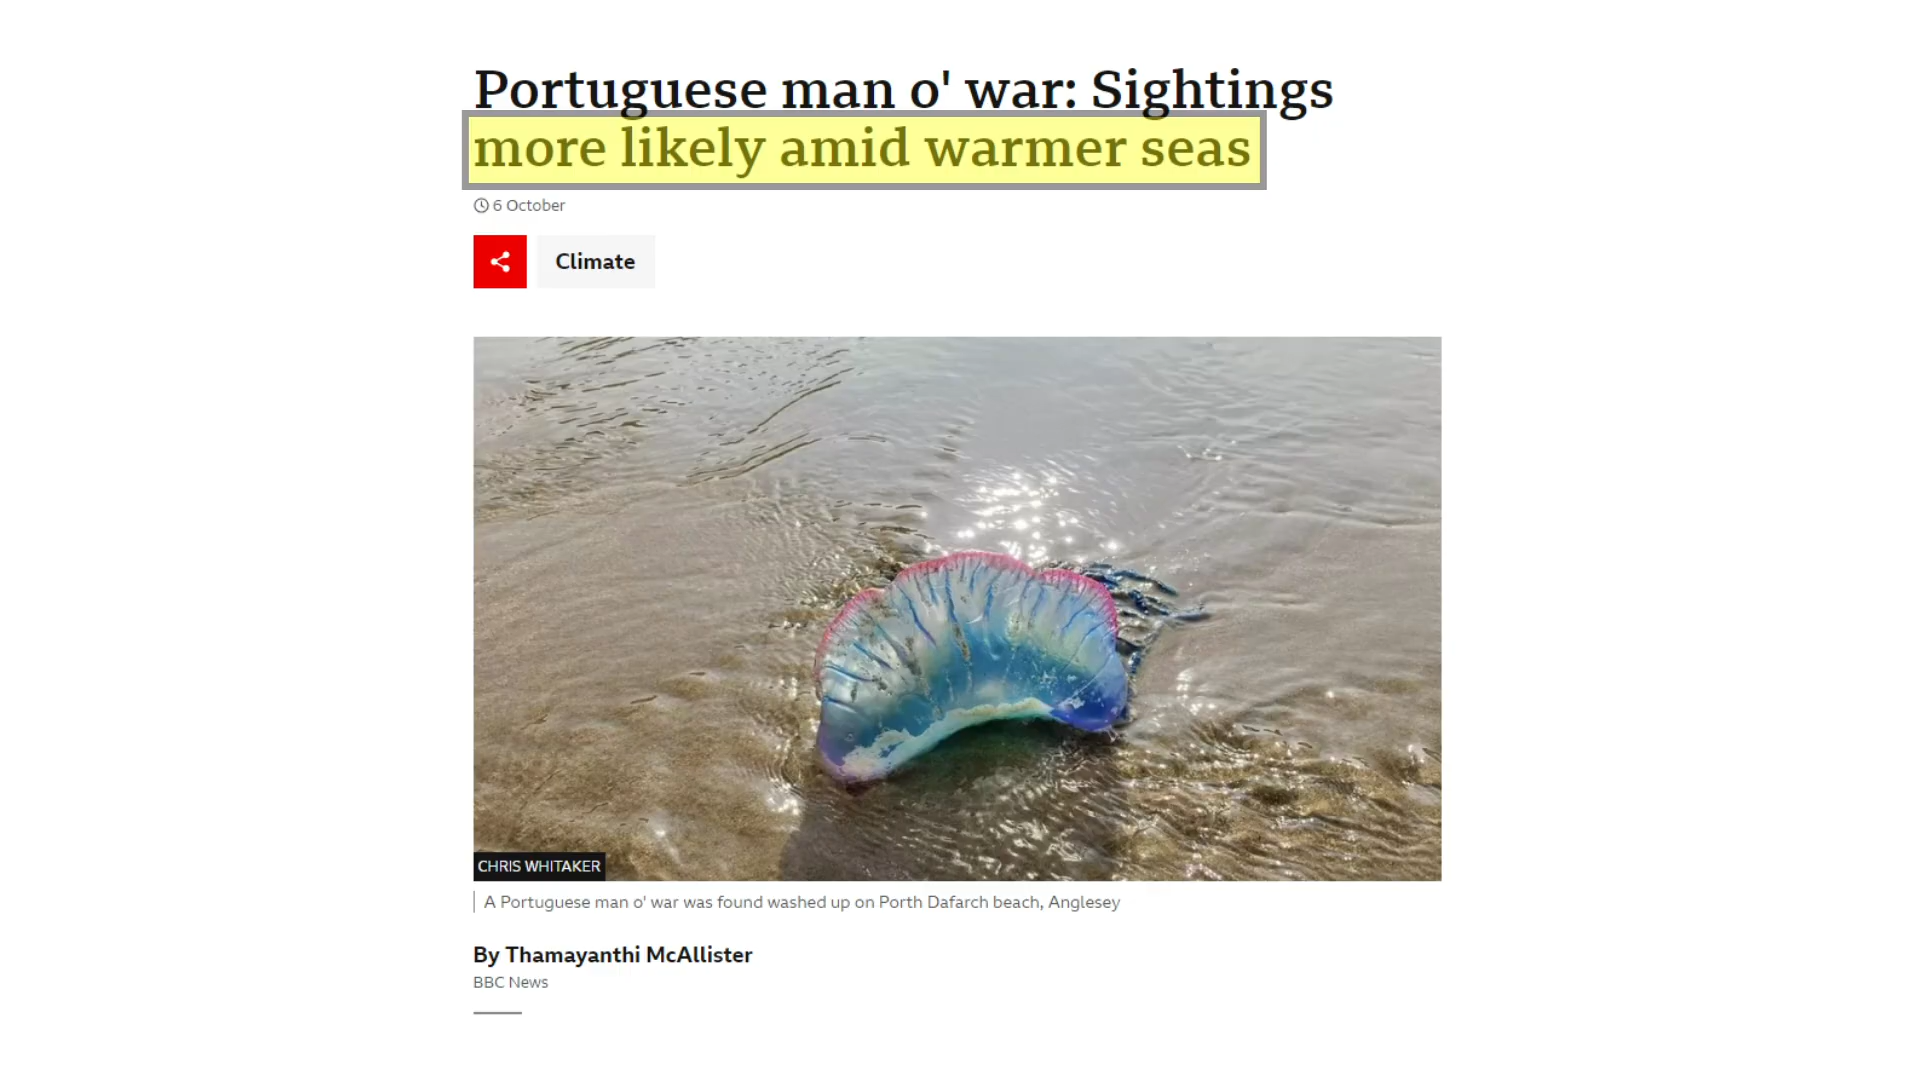 Portuguese man o' war: Sightings
more likely amid warmer seas
6 October
Climate
CHRIS WHITAKER
A Portuguese man o' war was found washed up on Porth Dafarch beach, Anglesey
By Thamayanthi McAllister
BBC News